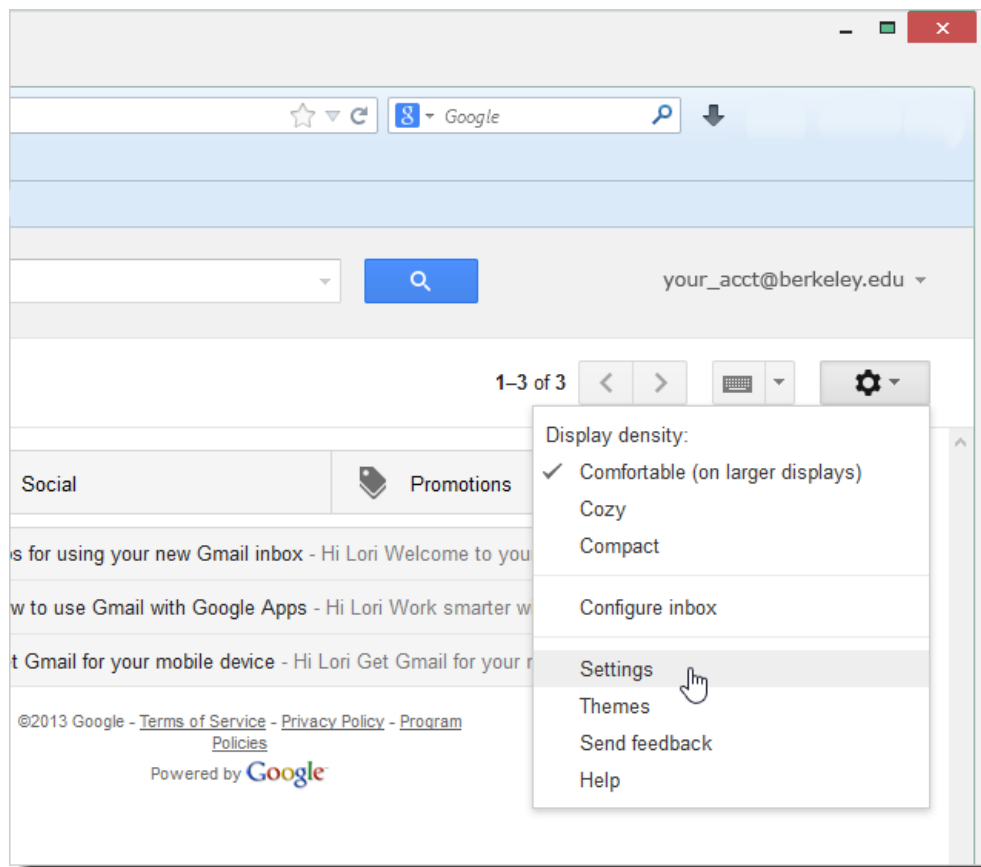 8 Google
your_acct@berkeley.edu
1–3 of 3
Display density:
Comfortable (on larger displays)
Cozy
Compact
Configure inbox
Settings
Themes
Send feedback
Help
Social
Promotions
for using your new Gmail inbox - Hi Lori Welcome to you
to use Gmail with Google Apps - Hi Lori Work smarter
Gmail for your mobile device - Hi Lori Get Gmail for your
©2013 Google - Terms of Service - Privacy Policy - Program
Policies
Powered by Google